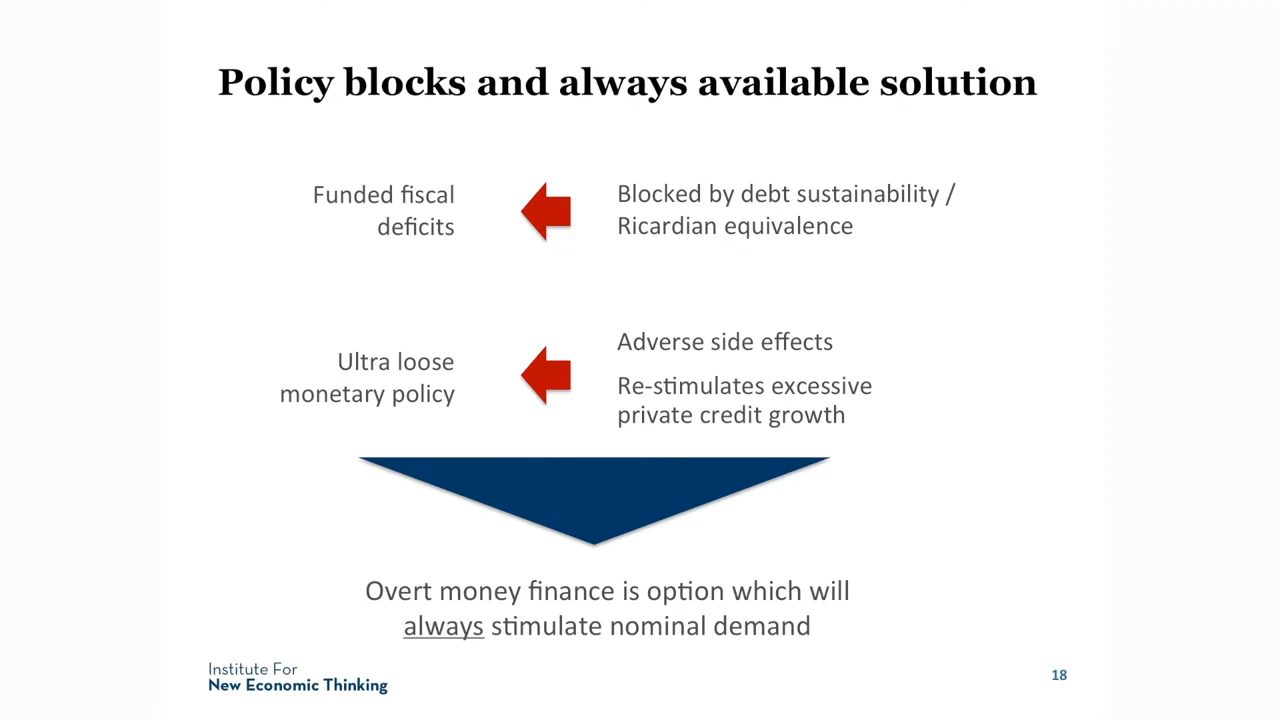 Policy blocks and always available solution
Funded fiscal
deficits
Blocked by debt sustainability /
Ricardian equivalence
Ultra loose
monetary policy
Adverse side effects
Re-stimulates excessive
private credit growth
Overt money finance is option which will
always stimulate nominal demand
Institute For
New Economic Thinking
18